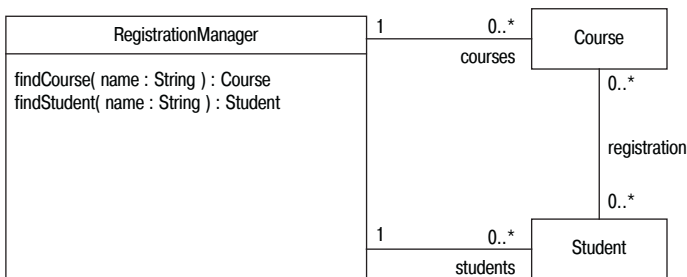 RegistrationManager
findCourse( name : String ) : Course
findStudent( name : String ) : Student
1
0..*
courses
Course
0..*
registration
0..*
1
0..*
students
Student